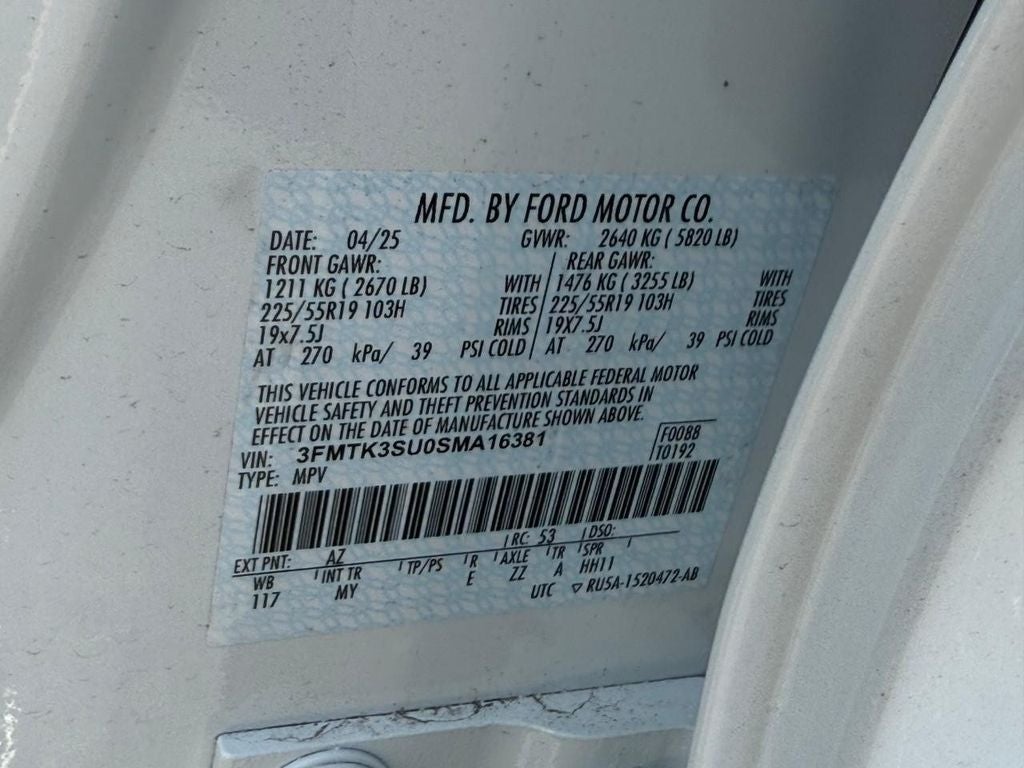 MFD. BY FORD MOTOR CO.
DATE: 04/25 GVWR: 2640 KG ( 5820 LB)
FRONT GAWR: REAR GAWR:
1211 KG ( 2670 LB) WITH 1476 KG ( 3255 LB) WITH
225/55R19 103H TIRES 225/55R19 103H TIRES
19x7.5J RIMS 19X7.5J RIMS
AT 270 kPa/ 39 PSI COLD AT 270 kPa/ 39 PSI COLD
THIS VEHICLE CONFORMS TO ALL APPLICABLE FEDERAL MOTOR
VEHICLE SAFETY AND THEFT PREVENTION STANDARDS IN
EFFECT ON THE DATE OF MANUFACTURE SHOWN ABOVE.
VIN: 3FMTK3SU0SMA16381 F0088
TYPE: MPV T0192
EXT PNT: AZ RC: 53 DSO:
WB INT TR TP/PS R AXLE TR SPR
117 MY E ZZ A HH11
UTC ▽ RU5A-1520472-AB